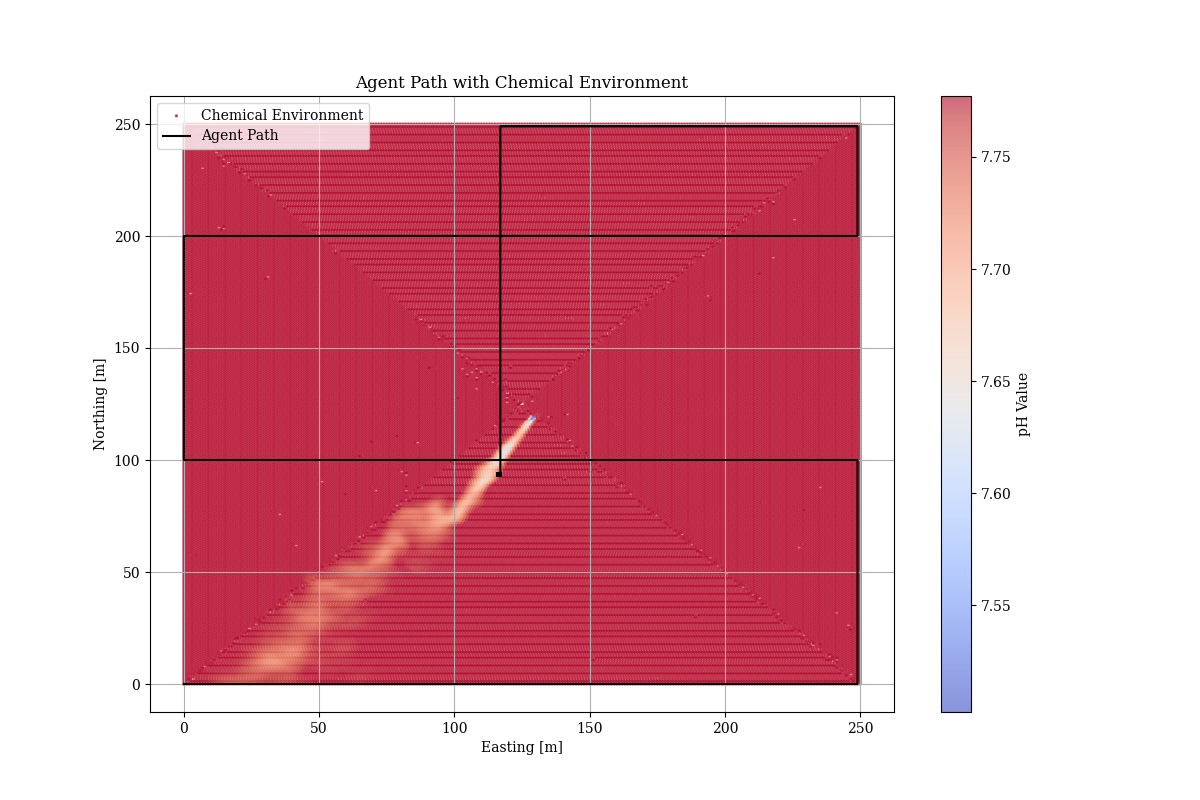 Agent Path with Chemical Environment
Chemical Environment
Agent Path
250
200
150
100
50
0
Northing [m]
0 50 100 150 200 250
Easting [m]
7.75
7.70
7.65
7.60
7.55
pH Value